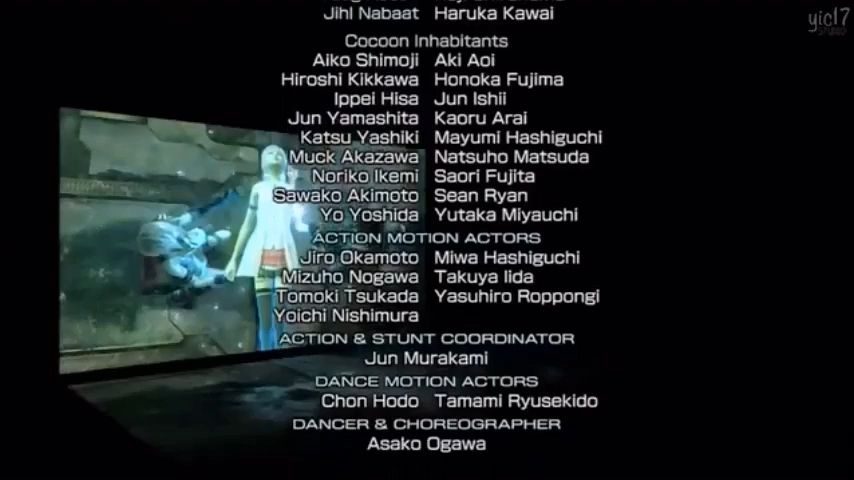 Jihl Nabaat Haruka Kawai
yic17
STUDIO
Cocoon Inhabitants
Aiko Shimoji Aki Aoi
Hiroshi Kikkawa Honoka Fujima
Ippei Hisa Jun Ishii
Jun Yamashita Kaoru Arai
Katsu Yashiki Mayumi Hashiguchi
Muck Akazawa Natsuho Matsuda
Noriko Ikemi Saori Fujita
Sawako Akimoto Sean Ryan
Yo Yoshida Yutaka Miyauchi
ACTION MOTION ACTORS
Jiro Okamoto Miwa Hashiguchi
Mizuho Nogawa Takuya Iida
Tomoki Tsukada Yasuhiro Roppongi
Yoichi Nishimura
ACTION & STUNT COORDINATOR
Jun Murakami
DANCE MOTION ACTORS
Chon Hodo Tamami Ryusekido
DANCER & CHOREOGRAPHER
Asako Ogawa